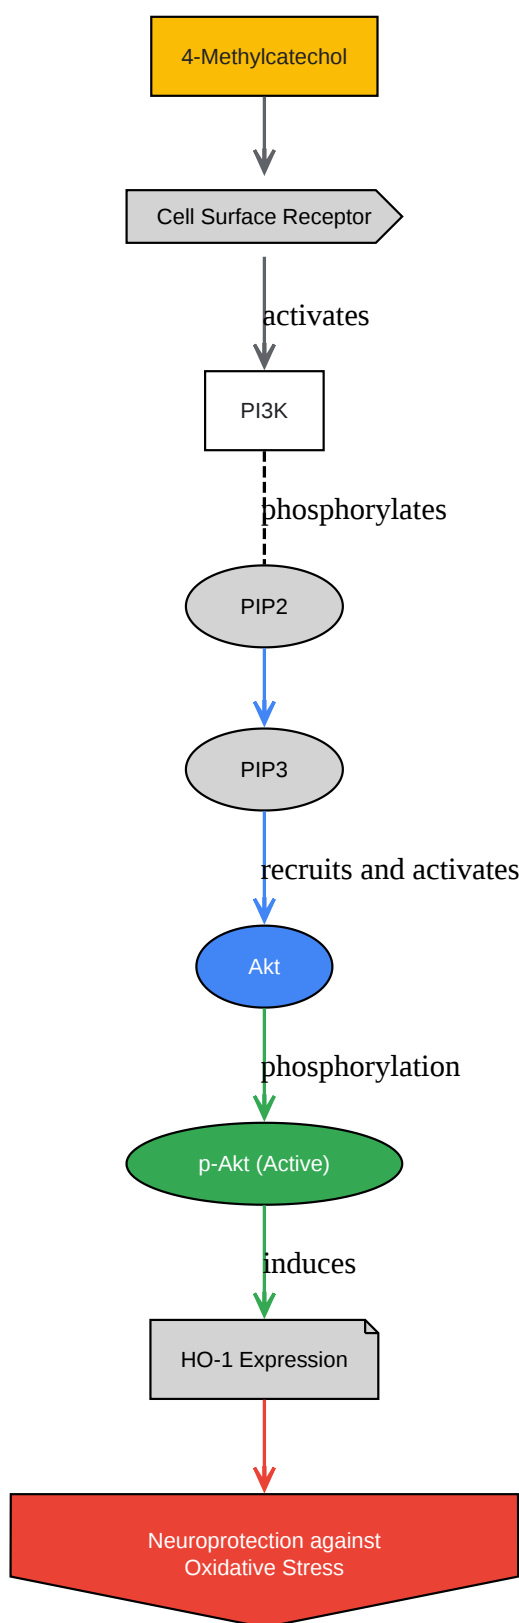 4-Methylcatechol
Cell Surface Receptor
activates
PI3K
phosphorylates
PIP2
PIP3
recruits and activates
Akt
phosphorylation
p-Akt (Active)
induces
HO-1 Expression
Neuroprotection against
Oxidative Stress